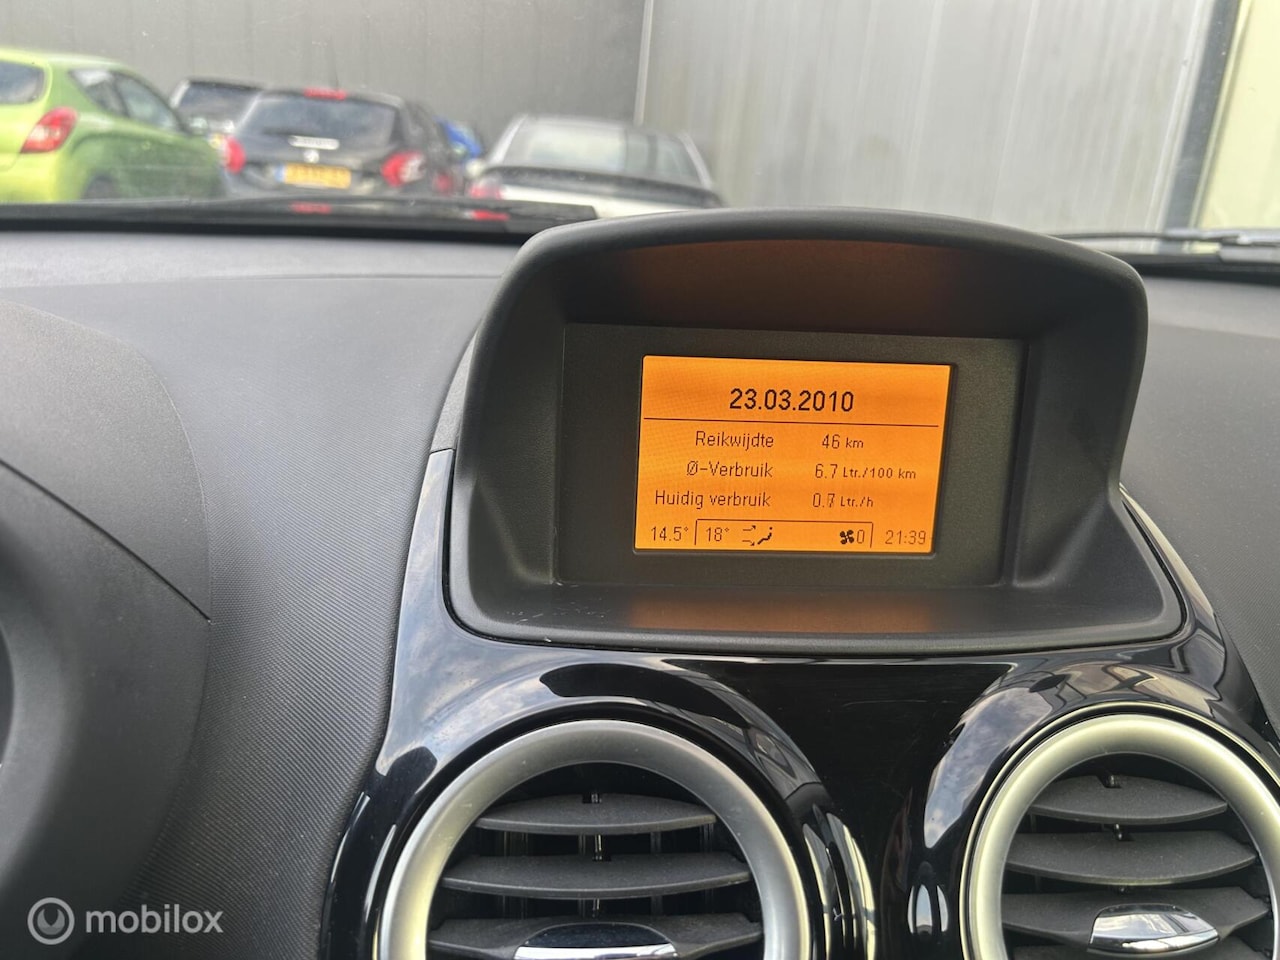 23.03.2010
Reikwijdte 46 km
Ø-Verbruik 6.7 Ltr./100 km
Huidig verbruik 0.7 Ltr./h
14.5° 18° 0 21:39
mobilox